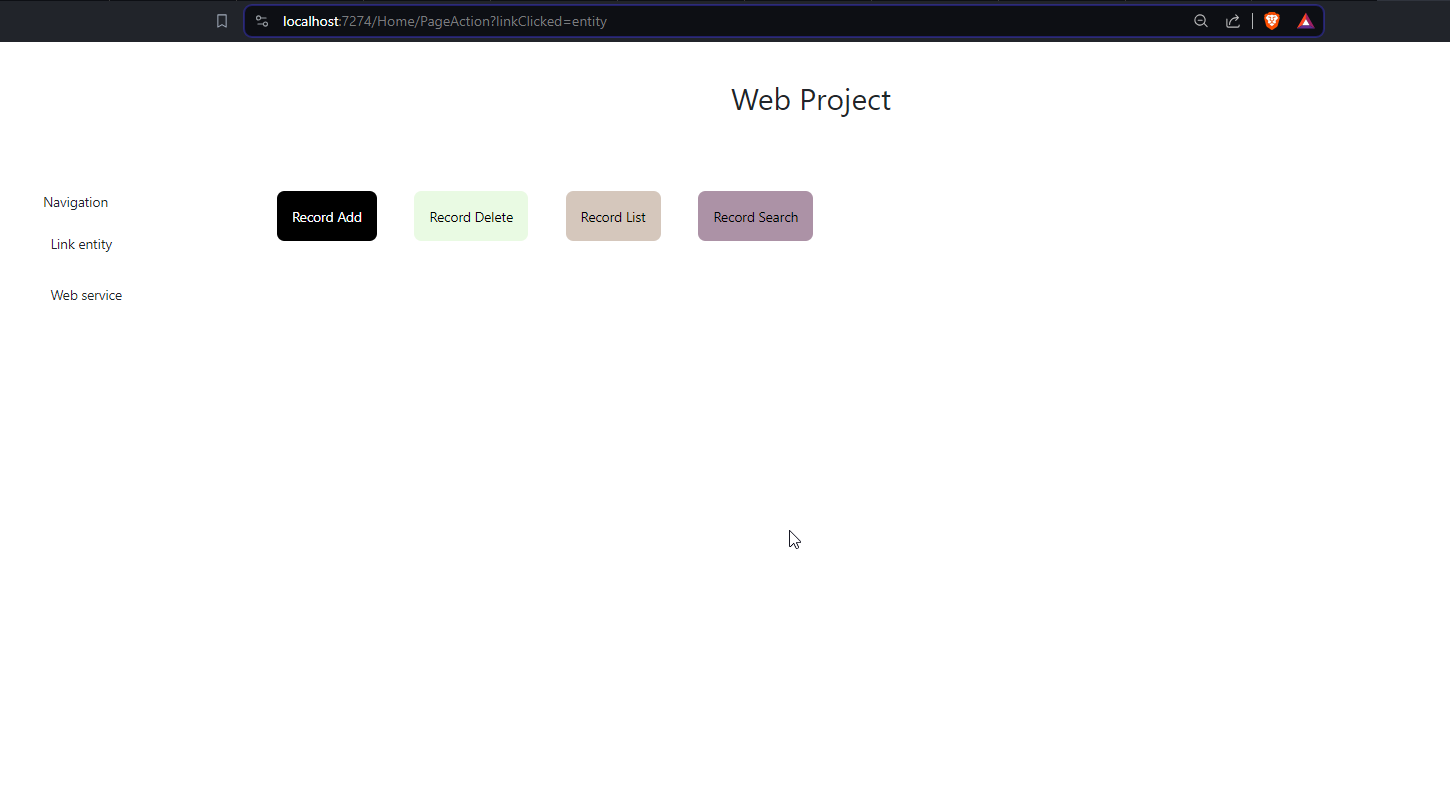 localhost:7274/Home/PageAction?linkClicked=entity
Web Project
Navigation
Link entity
Web service
Record Add
Record Delete
Record List
Record Search